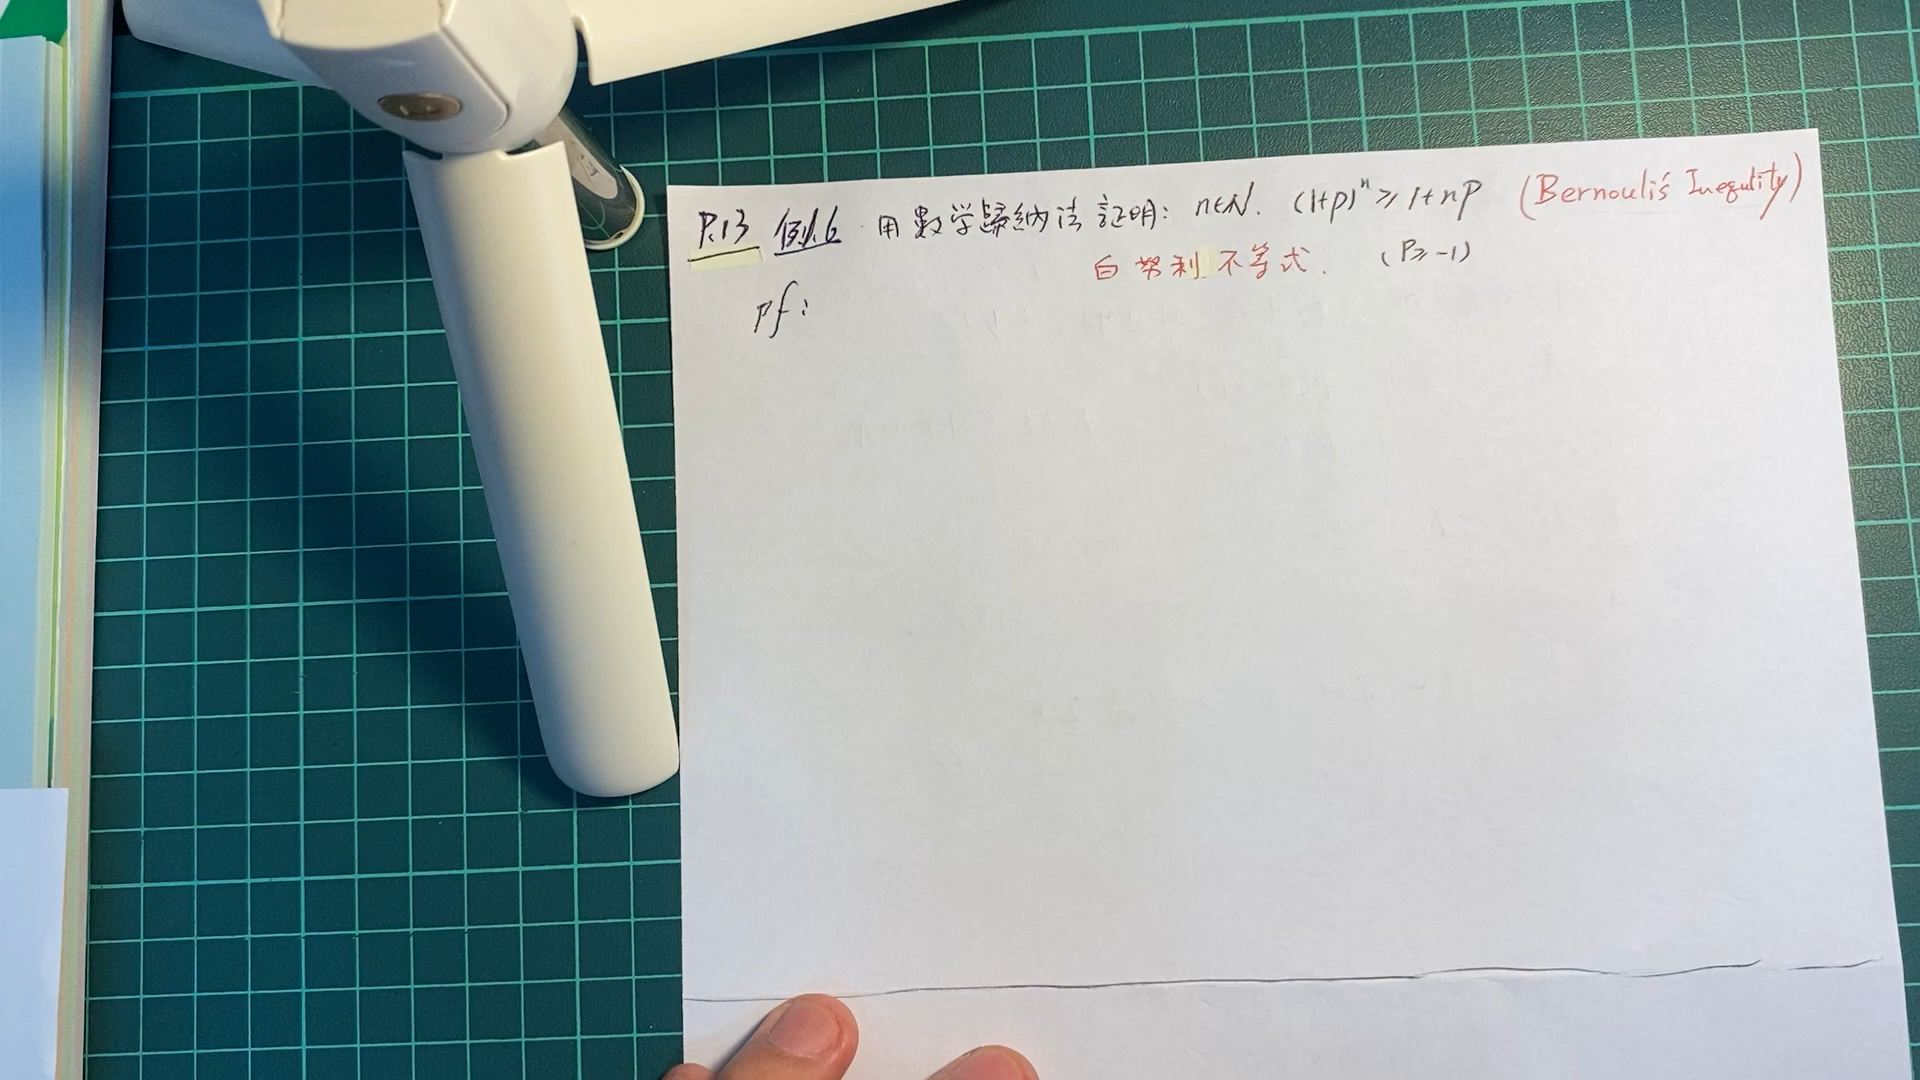 P.13 例1.6 用數学歸納法証明: n∈N. (1+p)ⁿ ≥ 1+np (Bernouli's Inequlity)
白努利不等式. (P≥-1)
pf: